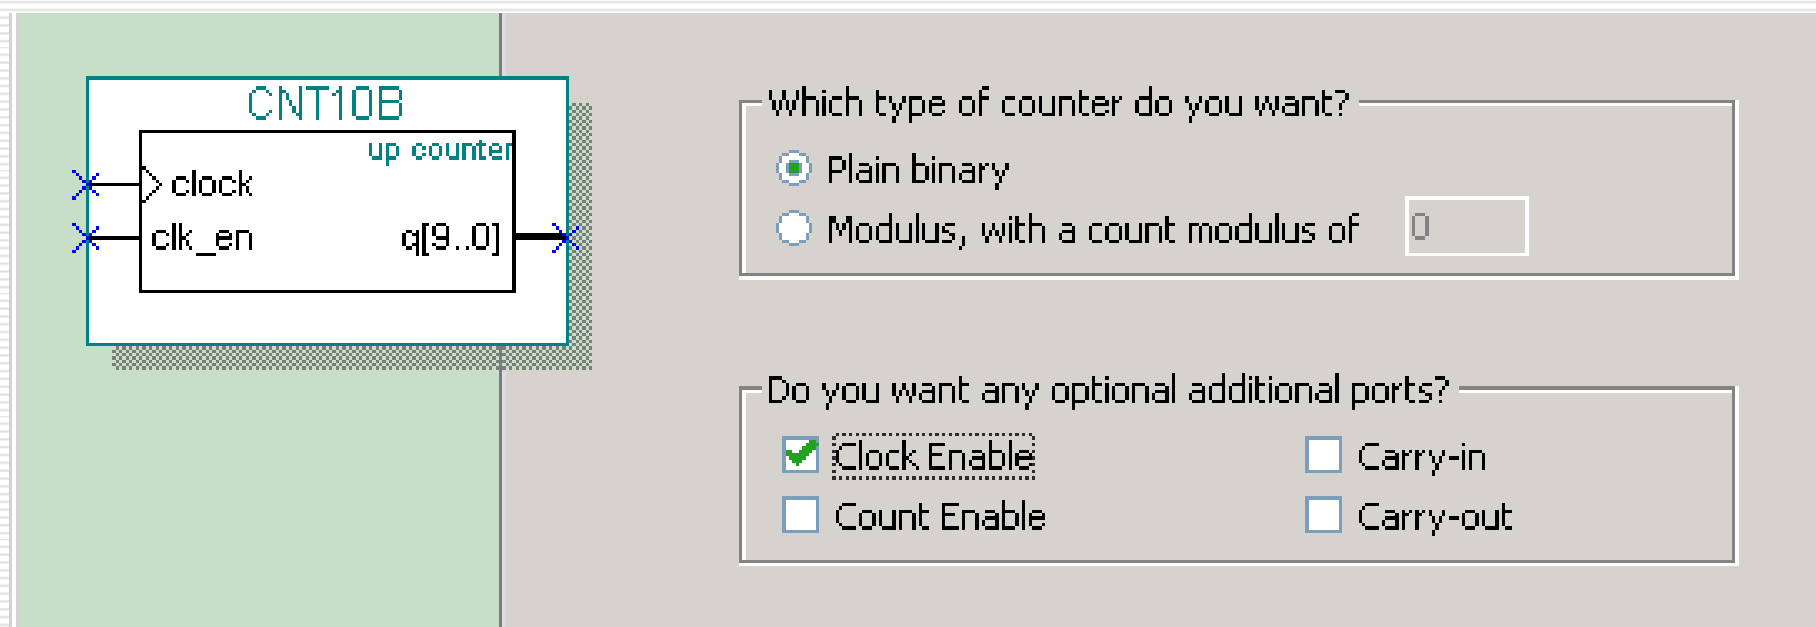 CNT10B
up counter
clock
clk_en
q[9..0]
Which type of counter do you want?
Plain binary
Modulus, with a count modulus of
0
Do you want any optional additional ports?
Clock Enable
Carry-in
Count Enable
Carry-out